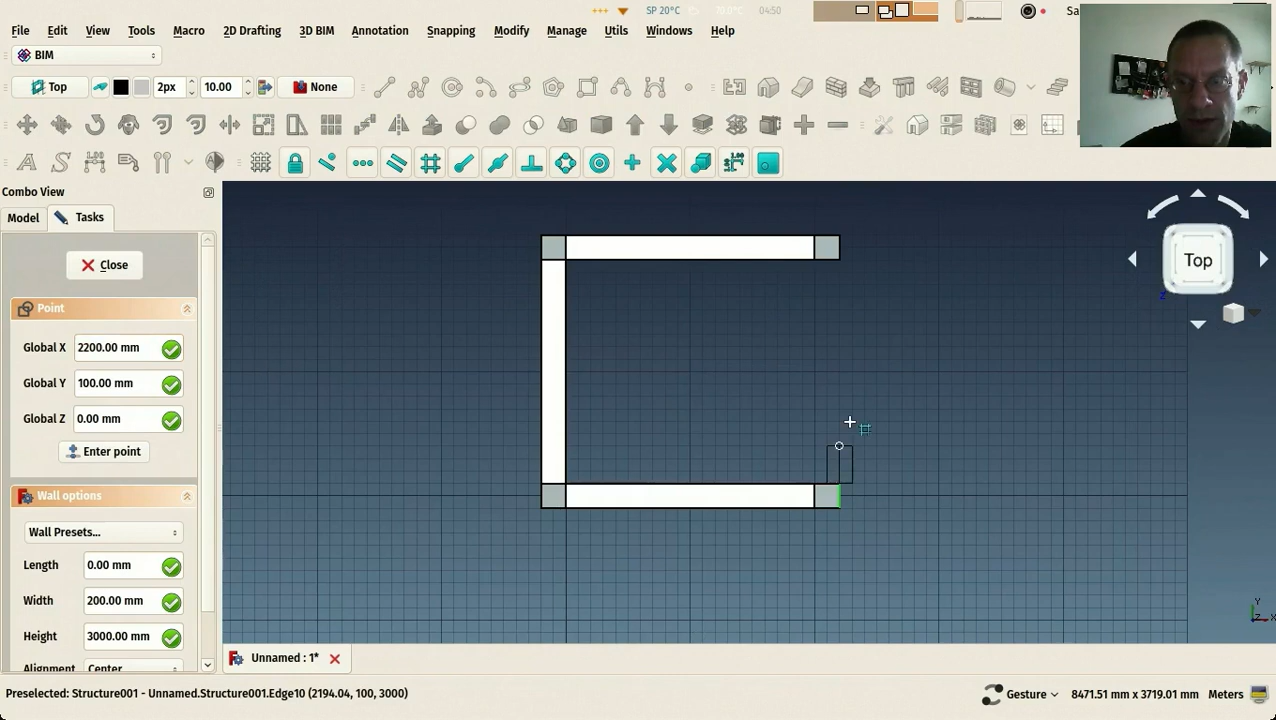 SP 20°C 70.0°C 04:50
File Edit View Tools Macro 2D Drafting 3D BIM Annotation Snapping Modify Manage Utils Windows Help
BIM
Top 2px 10.00 None
Combo View
Model Tasks
Close
Point
Global X 2200.00 mm
Global Y 100.00 mm
Global Z 0.00 mm
Enter point
Wall options
Wall Presets...
Length 0.00 mm
Width 200.00 mm
Height 3000.00 mm
Alignment Center
Top
Z
Y
Z X
Unnamed : 1*
Preselected: Structure001 - Unnamed.Structure001.Edge10 (2194.04, 100, 3000)
Gesture 8471.51 mm x 3719.01 mm Meters